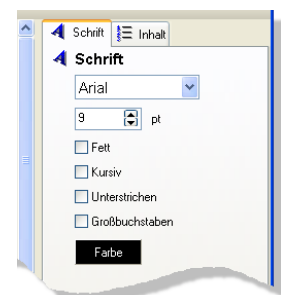 Schrift Inhalt
Schrift
Arial
9 pt
Fett
Kursiv
Unterstrichen
Großbuchstaben
Farbe